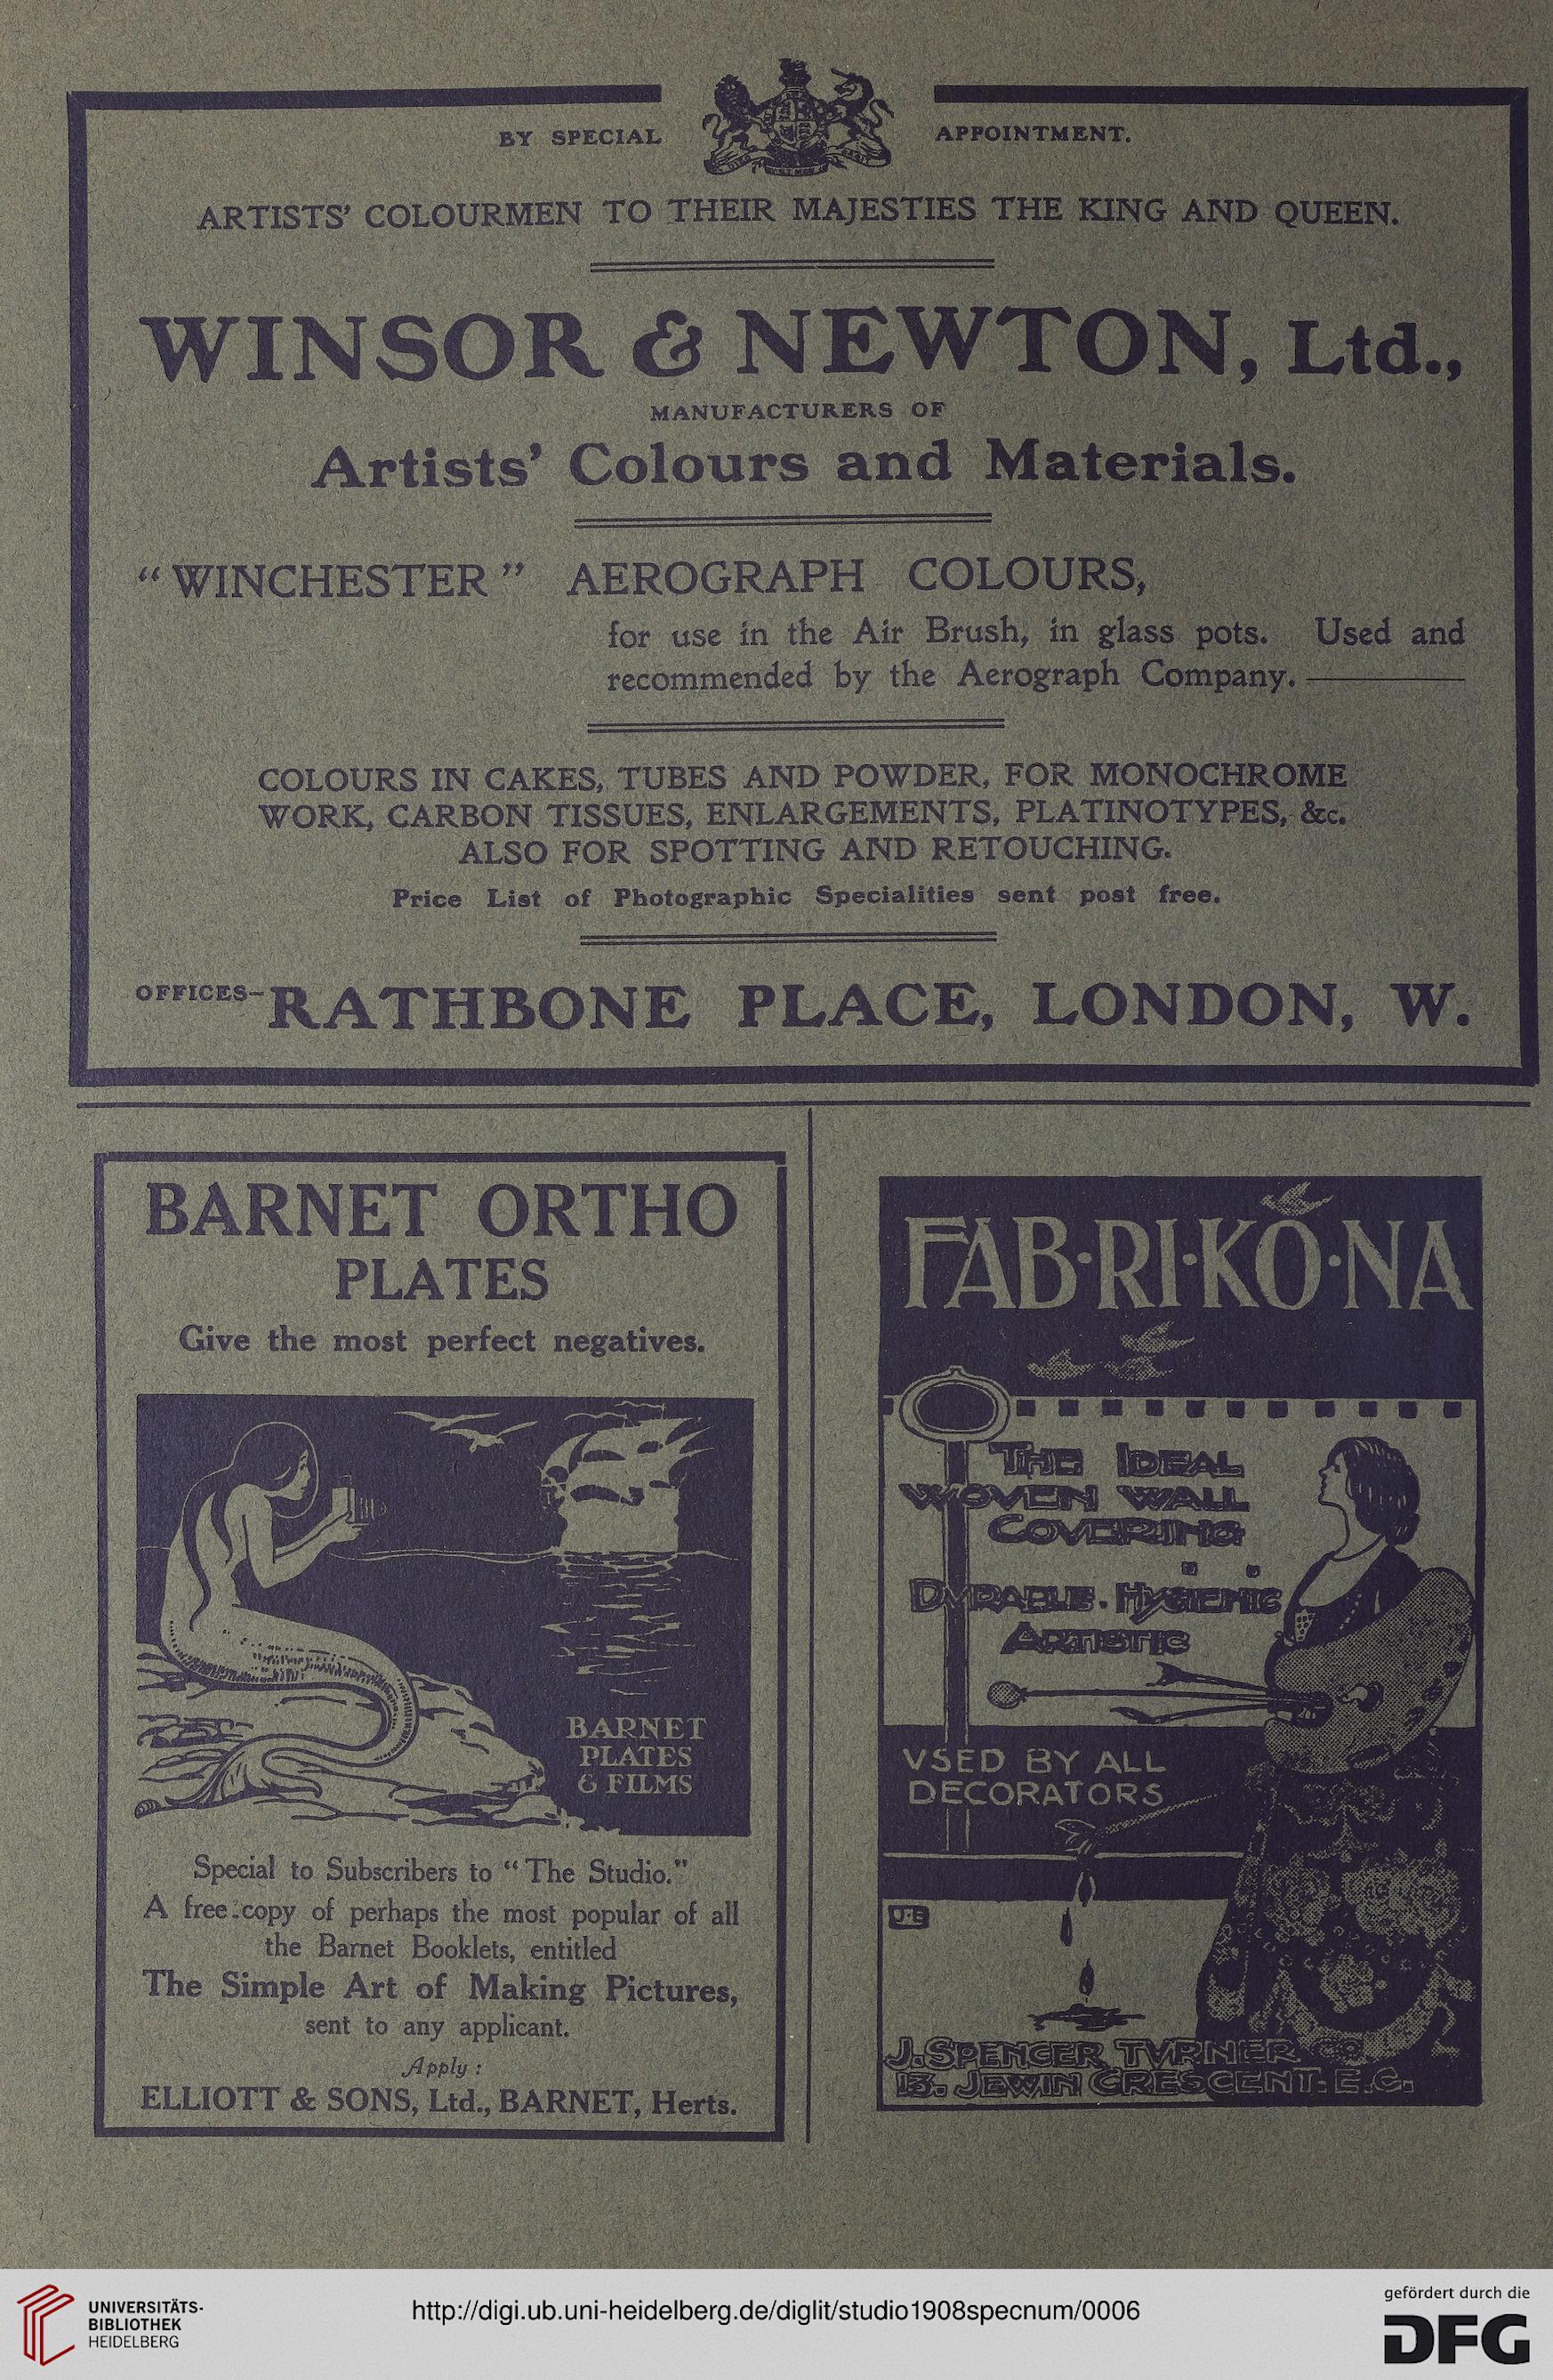 BY SPECIAL APPOINTMENT.
ARTISTS' COLOURMEN TO THEIR MAJESTIES THE KING AND QUEEN.
WINSOR & NEWTON, Ltd.,
MANUFACTURERS OF
Artists' Colours and Materials.
"WINCHESTER" AEROGRAPH COLOURS,
for use in the Air Brush, in glass pots. Used and
recommended by the Aerograph Company.
COLOURS IN CAKES, TUBES AND POWDER, FOR MONOCHROME
WORK, CARBON TISSUES, ENLARGEMENTS, PLATINOTYPES, &c.
ALSO FOR SPOTTING AND RETOUCHING.
Price List of Photographic Specialities sent post free.
OFFICES—RATHBONE PLACE, LONDON, W.
BARNET ORTHO
PLATES
Give the most perfect negatives.
BARNET
PLATES
& FILMS
Special to Subscribers to "The Studio."
A free copy of perhaps the most popular of all
the Barnet Booklets, entitled
The Simple Art of Making Pictures,
sent to any applicant.
Apply :
ELLIOTT & SONS, Ltd., BARNET, Herts.
FAB·RI·KO·NA
THE IDEAL
WOVEN WALL
COVERING
DVRABLE. HYGIENIC
ARTISTIC
VSED BY ALL
DECORATORS
J. SPENCER TVRNER CO
13. JEWIN CRESCENT. E.C.
UNIVERSITÄTS-
BIBLIOTHEK
HEIDELBERG
http://digi.ub.uni-heidelberg.de/diglit/studio1908specnum/0006
gefördert durch die
DFG